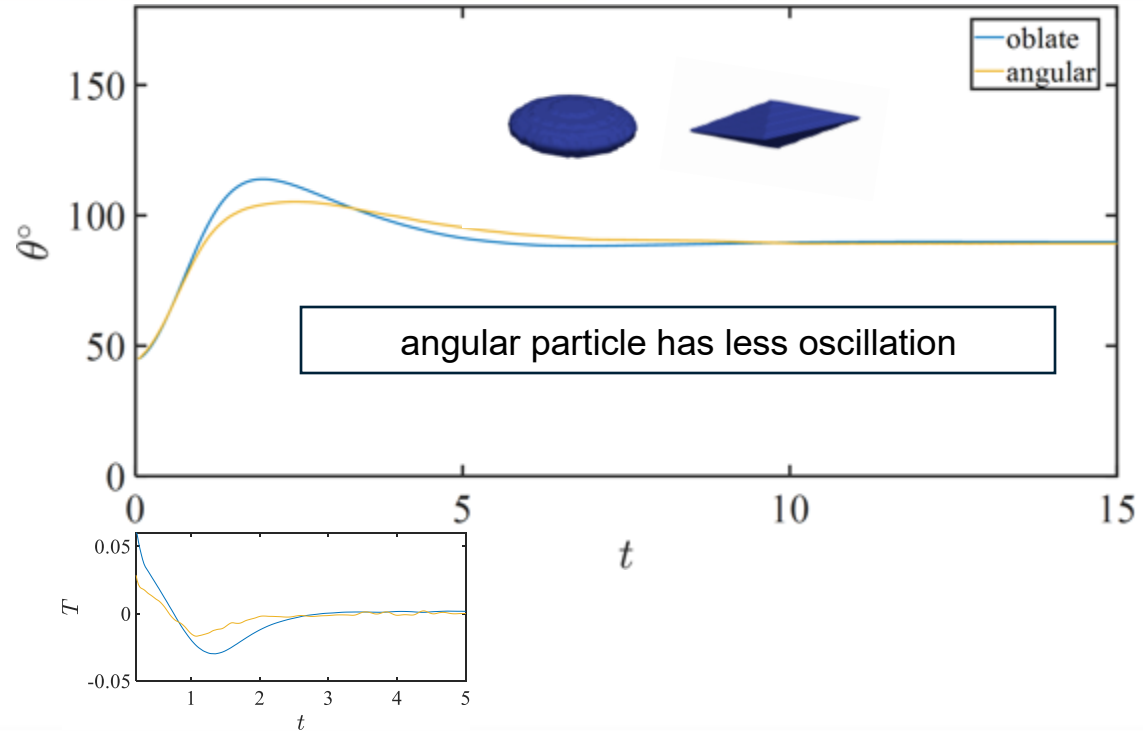 oblate
angular
150
100
50
0
θ°
angular particle has less oscillation
0 5 10 15
t
0.05
0
-0.05
T
1 2 3 4 5
t